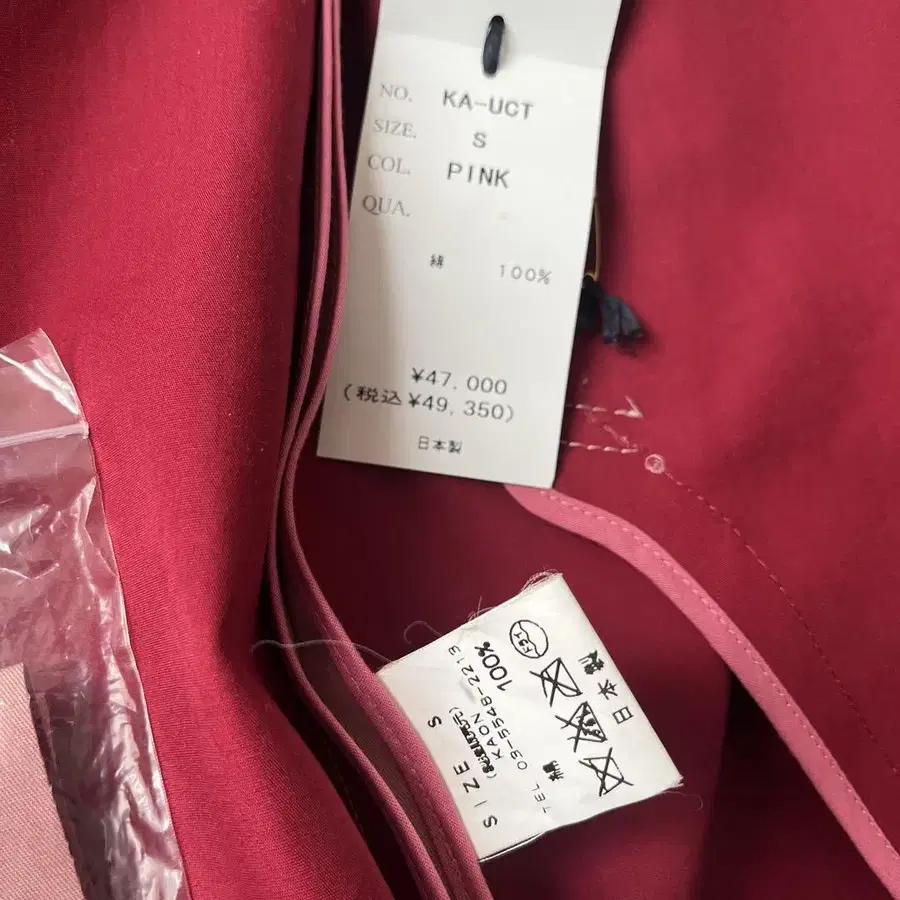 NO. KA-UCT
SIZE. S
COL. PINK
QUA.
綿 100%
¥47,000
(税込¥49,350)
日本製
SIZE S
KAON
TEL 03-5548-2213
綿 100%
日本製